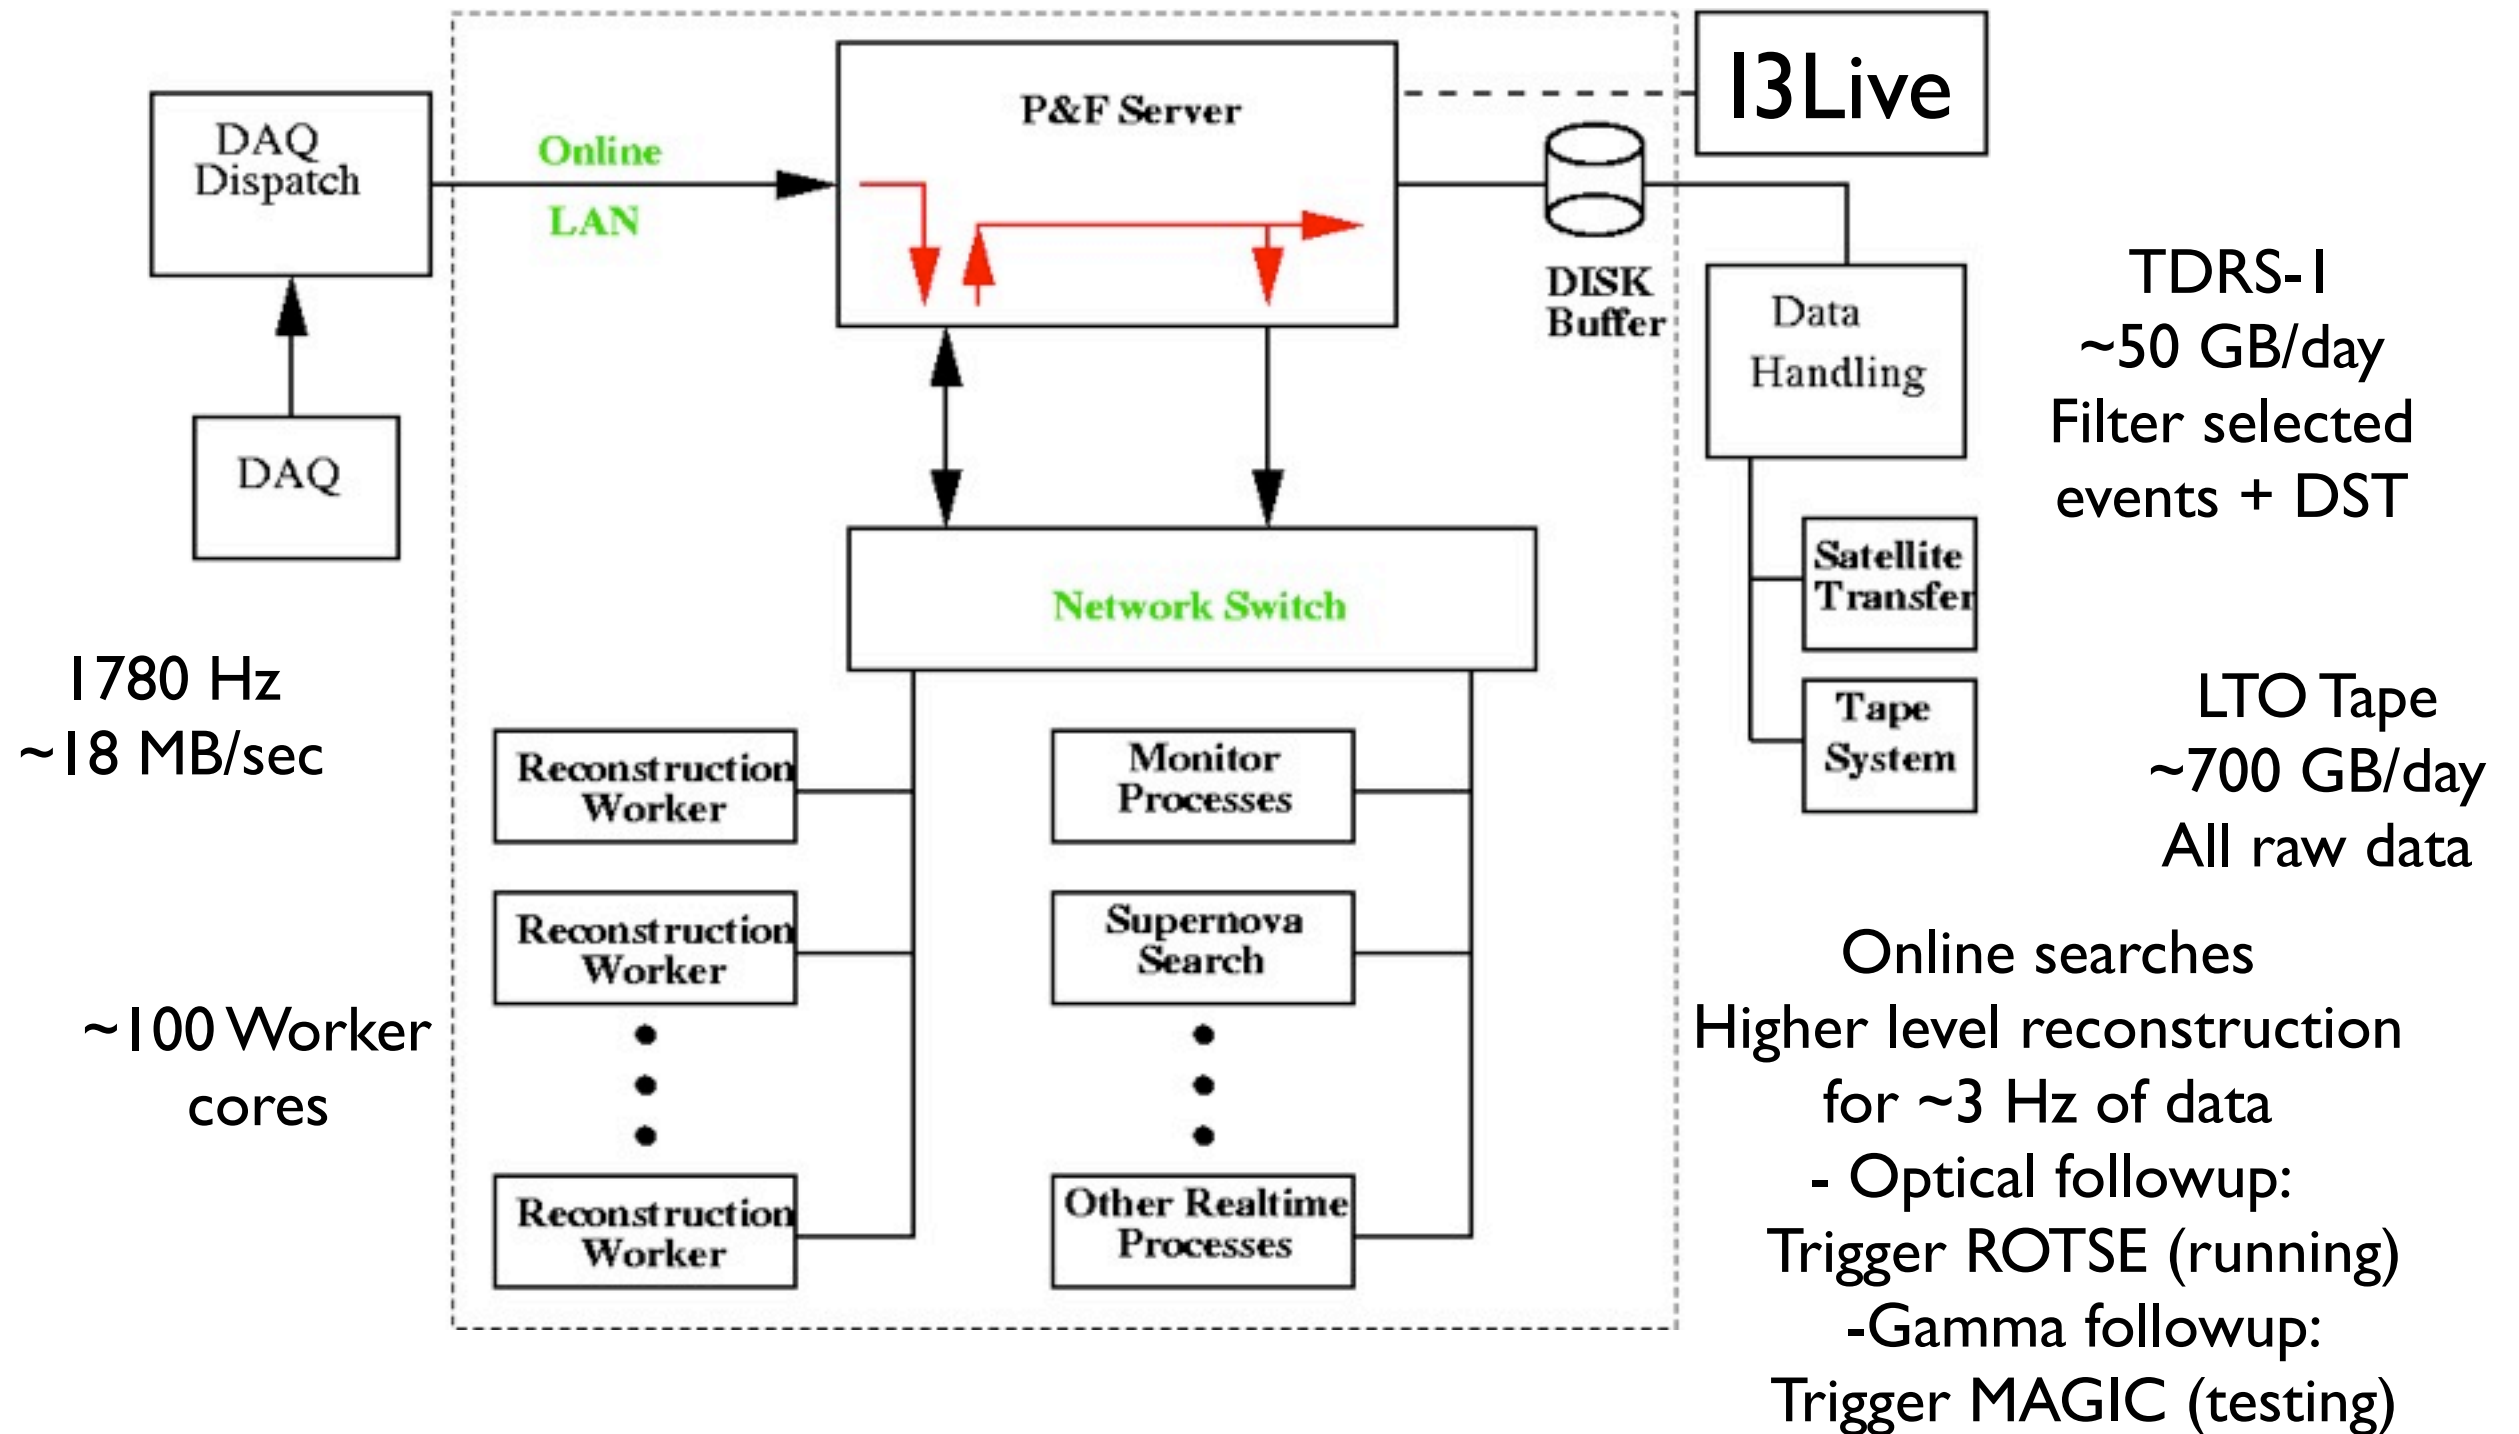 I3Live
P&F Server
DAQ
Dispatch
Online
LAN
DISK
Buffer
Data
Handling
TDRS-1
~50 GB/day
Filter selected
events + DST
DAQ
Satellite
Transfer
Network Switch
1780 Hz
~18 MB/sec
Tape
System
LTO Tape
~700 GB/day
All raw data
Reconstruction
Worker
Monitor
Processes
Reconstruction
Worker
Supernova
Search
~100 Worker
cores
Reconstruction
Worker
Other Realtime
Processes
Online searches
Higher level reconstruction
for ~3 Hz of data
- Optical followup:
Trigger ROTSE (running)
-Gamma followup:
Trigger MAGIC (testing)